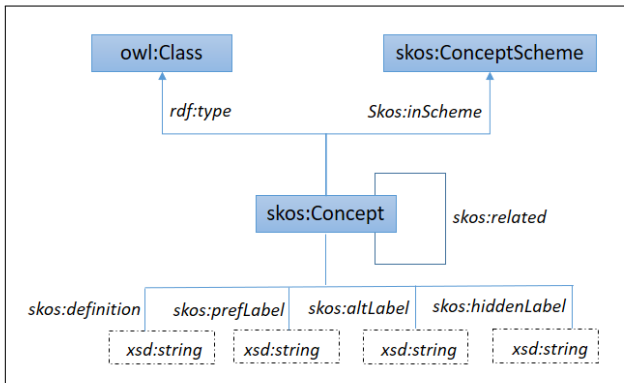 owl:Class skos:ConceptScheme
rdf:type Skos:inScheme
skos:Concept
skos:related
skos:definition skos:prefLabel skos:altLabel skos:hiddenLabel
xsd:string xsd:string xsd:string xsd:string